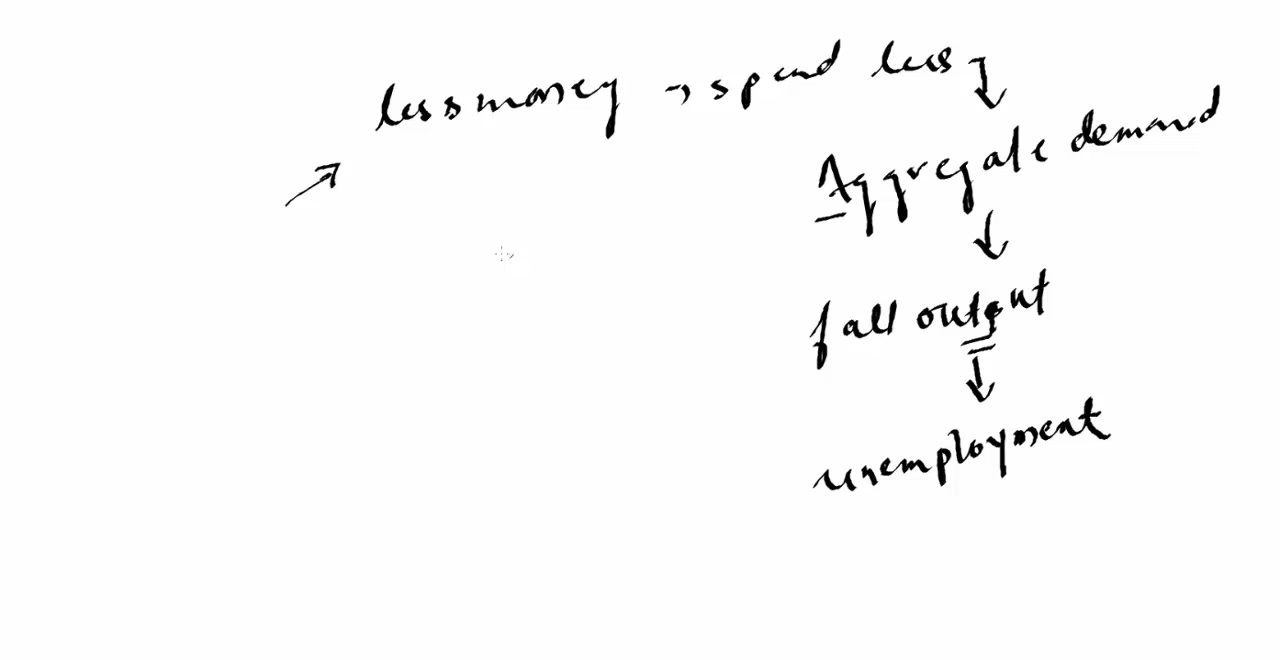 less money → spend less
Aggregate demand
↓
fall output
↓
unemployment